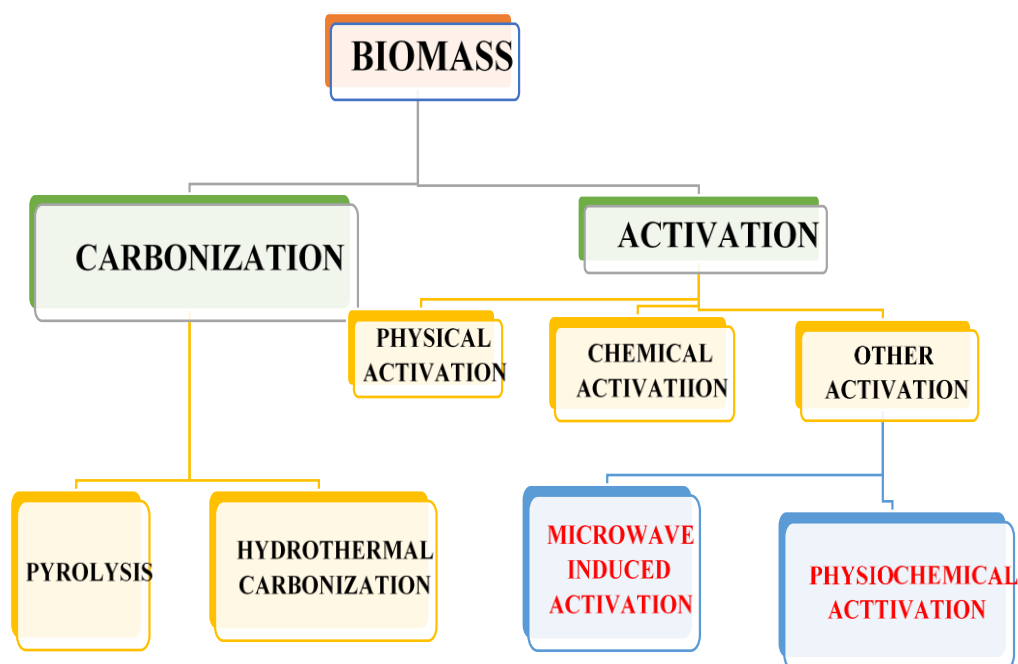 BIOMASS
CARBONIZATION
ACTIVATION
PHYSICAL
ACTIVATION
CHEMICAL
ACTIVATIION
OTHER
ACTIVATION
PYROLYSIS
HYDROTHERMAL
CARBONIZATION
MICROWAVE
INDUCED
ACTIVATION
PHYSIOCHEMICAL
ACTTIVATION